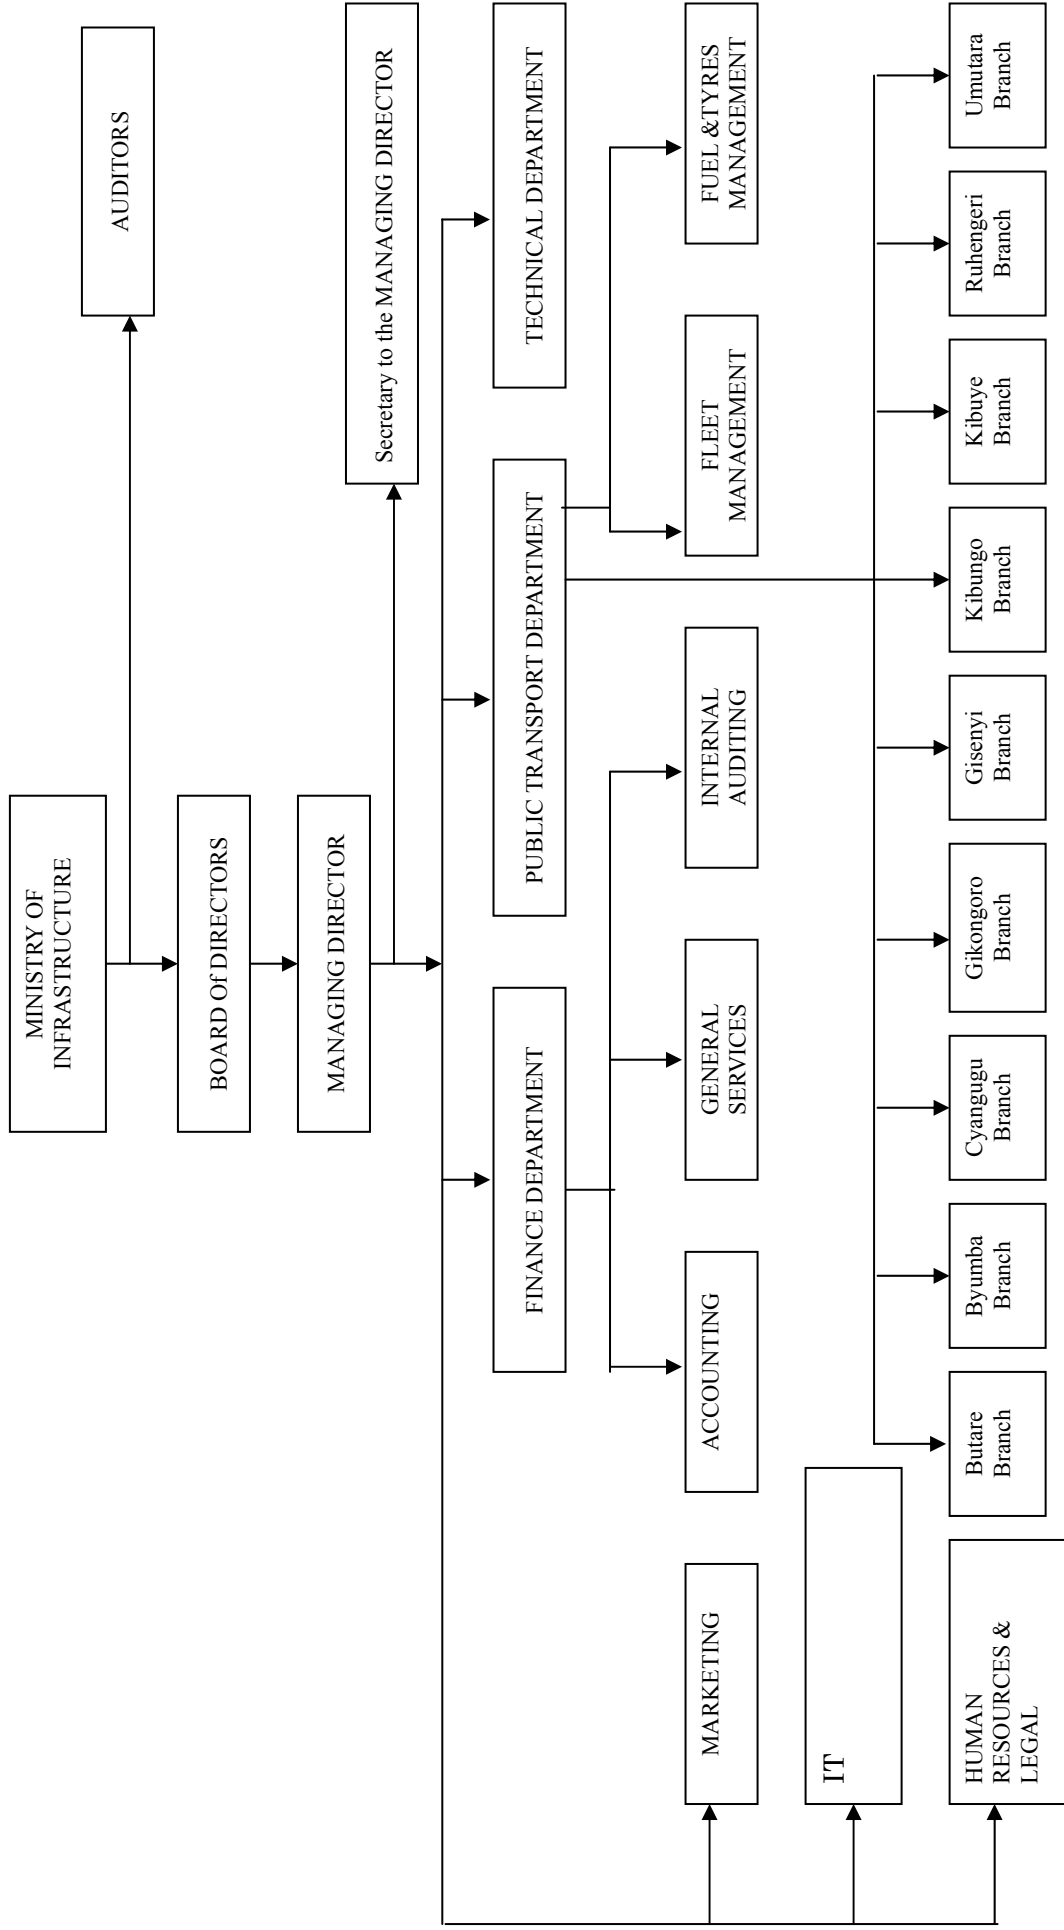 MINISTRY OF
INFRASTRUCTURE
AUDITORS
BOARD Of DIRECTORS
MANAGING DIRECTOR
Secretary to the MANAGING DIRECTOR
FINANCE DEPARTMENT
PUBLIC TRANSPORT DEPARTMENT
TECHNICAL DEPARTMENT
MARKETING
ACCOUNTING
GENERAL
SERVICES
INTERNAL
AUDITING
FLEET
MANAGEMENT
FUEL &TYRES
MANAGEMENT
IT
HUMAN
RESOURCES &
LEGAL
Butare
Branch
Byumba
Branch
Cyangugu
Branch
Gikongoro
Branch
Gisenyi
Branch
Kibungo
Branch
Kibuye
Branch
Ruhengeri
Branch
Umutara
Branch